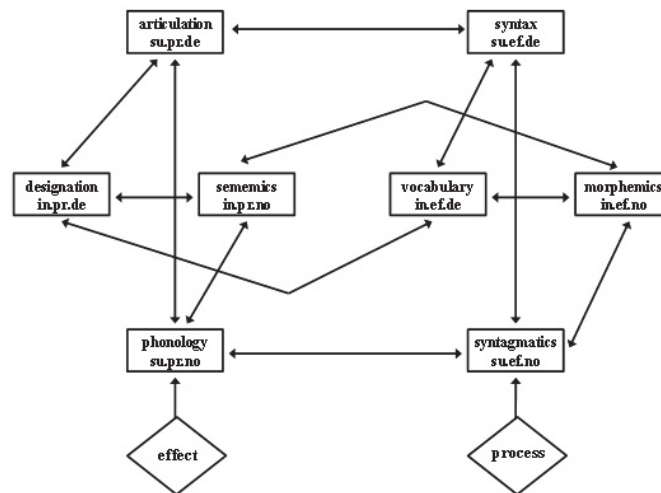 articulation
su.pr.de
syntax
su.ef.de
designation
in.pr.de
sememics
in.pr.no
vocabulary
in.ef.de
morphemics
in.ef.no
phonology
su.pr.no
syntagmatics
su.ef.no
effect
process